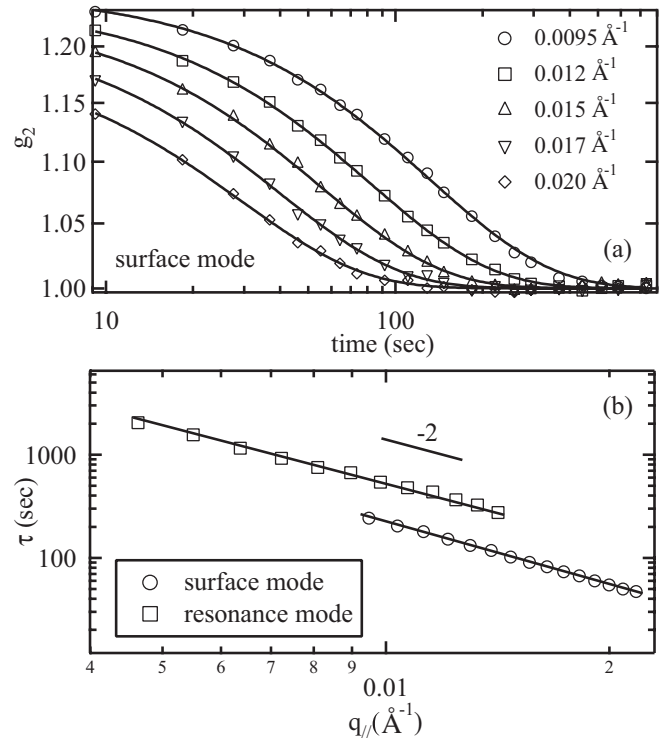 1.20
1.15
1.10
1.05
1.00
g₂
0.0095 Å⁻¹
0.012 Å⁻¹
0.015 Å⁻¹
0.017 Å⁻¹
0.020 Å⁻¹
surface mode
(a)
10
100
time (sec)
(b)
-2
1000
100
τ (sec)
surface mode
resonance mode
4 5 6 7 8 9 2
0.01
q//(Å⁻¹)